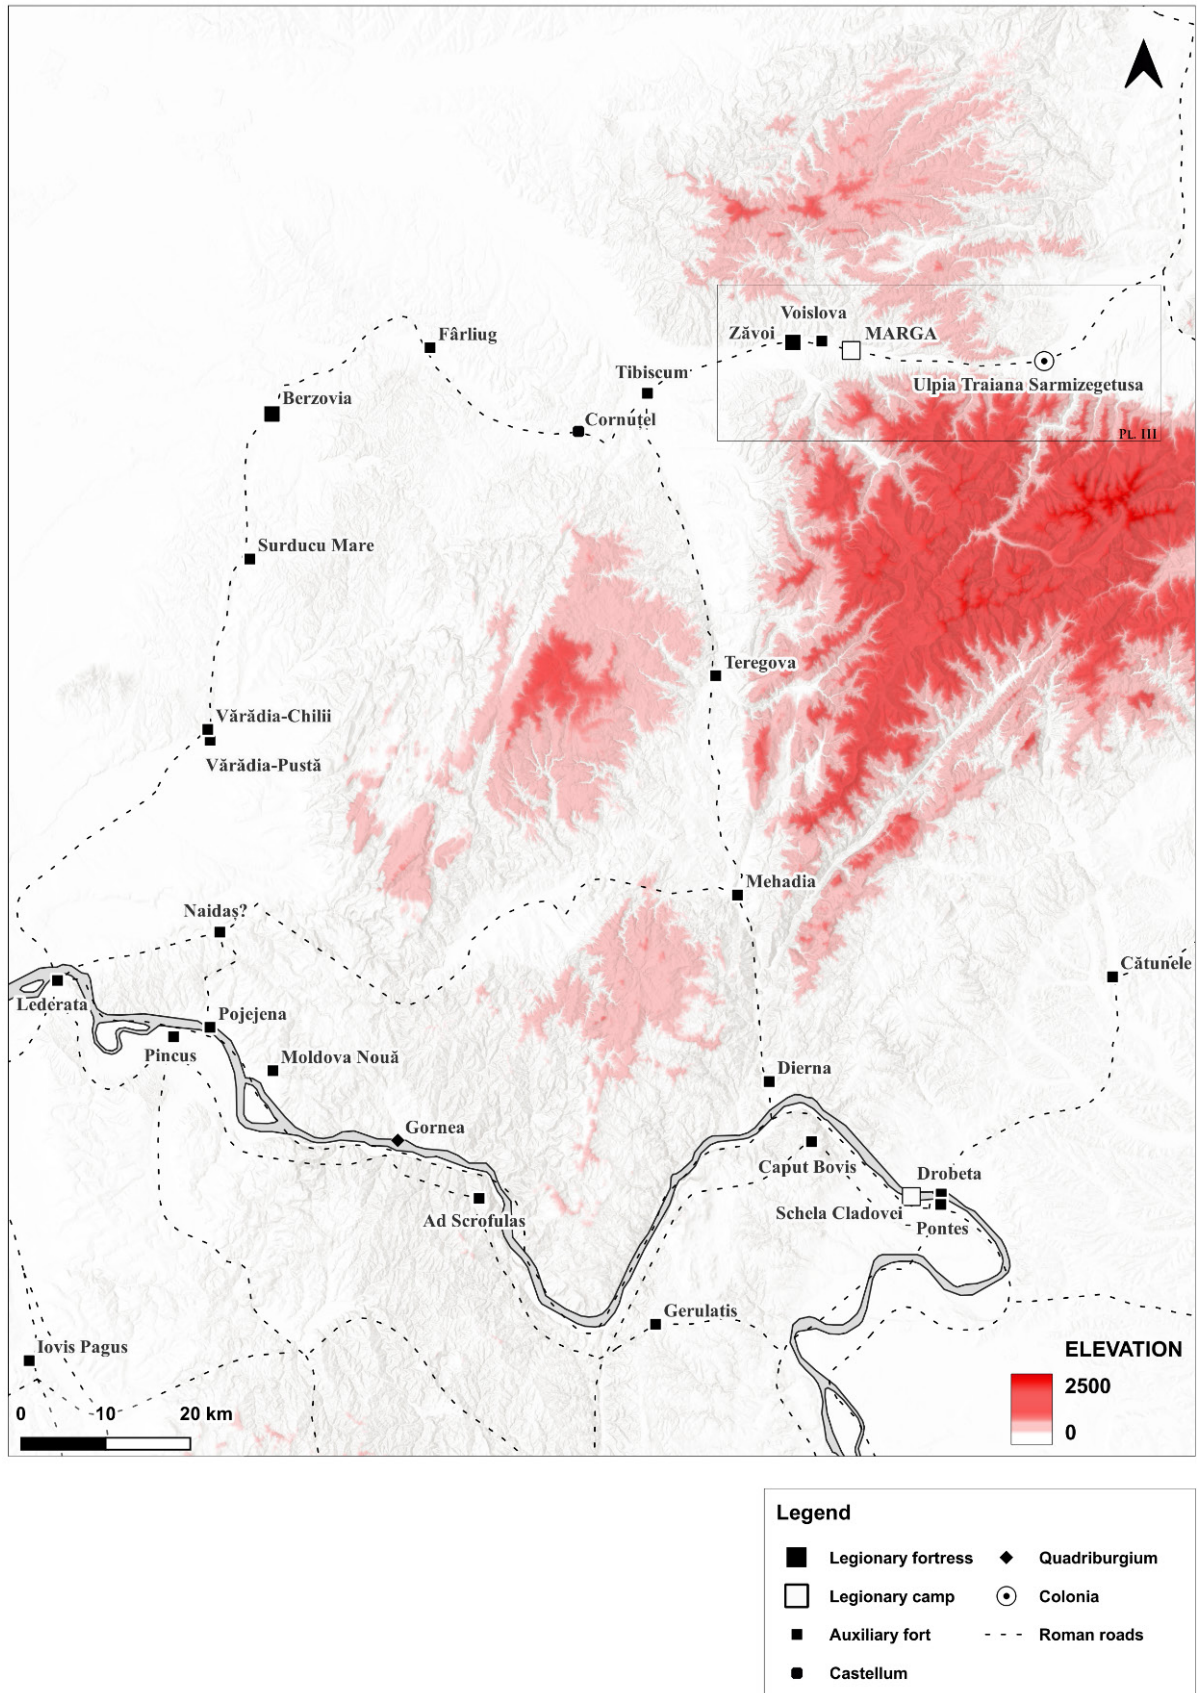 Voislova
Zăvoi
MARGA
Fârliug
Tibiscum
Ulpia Traiana Sarmizegetusa
Berzovia
Cornuțel
PL. III
Surducu Mare
Teregova
Vărădia-Chilii
Vărădia-Pustă
Mehadia
Naidaș?
Cătunele
Lederata
Pojejena
Pincus
Moldova Nouă
Dierna
Gornea
Caput Bovis
Drobeta
Schela Cladovei
Ad Scrofulas
Pontes
Gerulatis
Iovis Pagus
ELEVATION
2500
0
0 10 20 km
Legend
Legionary fortress
Quadriburgium
Legionary camp
Colonia
Auxiliary fort
Roman roads
Castellum